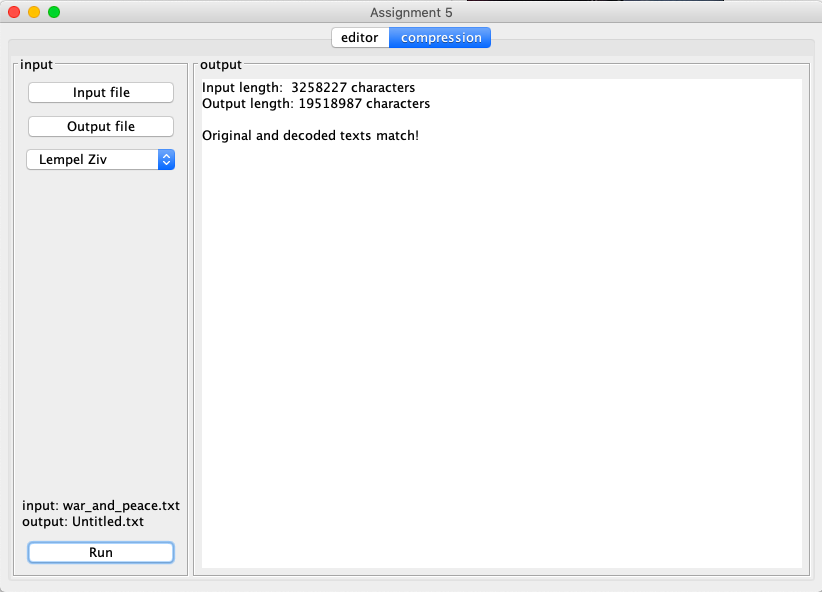 Assignment 5
editor compression
input
Input file
Output file
Lempel Ziv
input: war_and_peace.txt
output: Untitled.txt
Run
output
Input length:  3258227 characters
Output length: 19518987 characters
Original and decoded texts match!